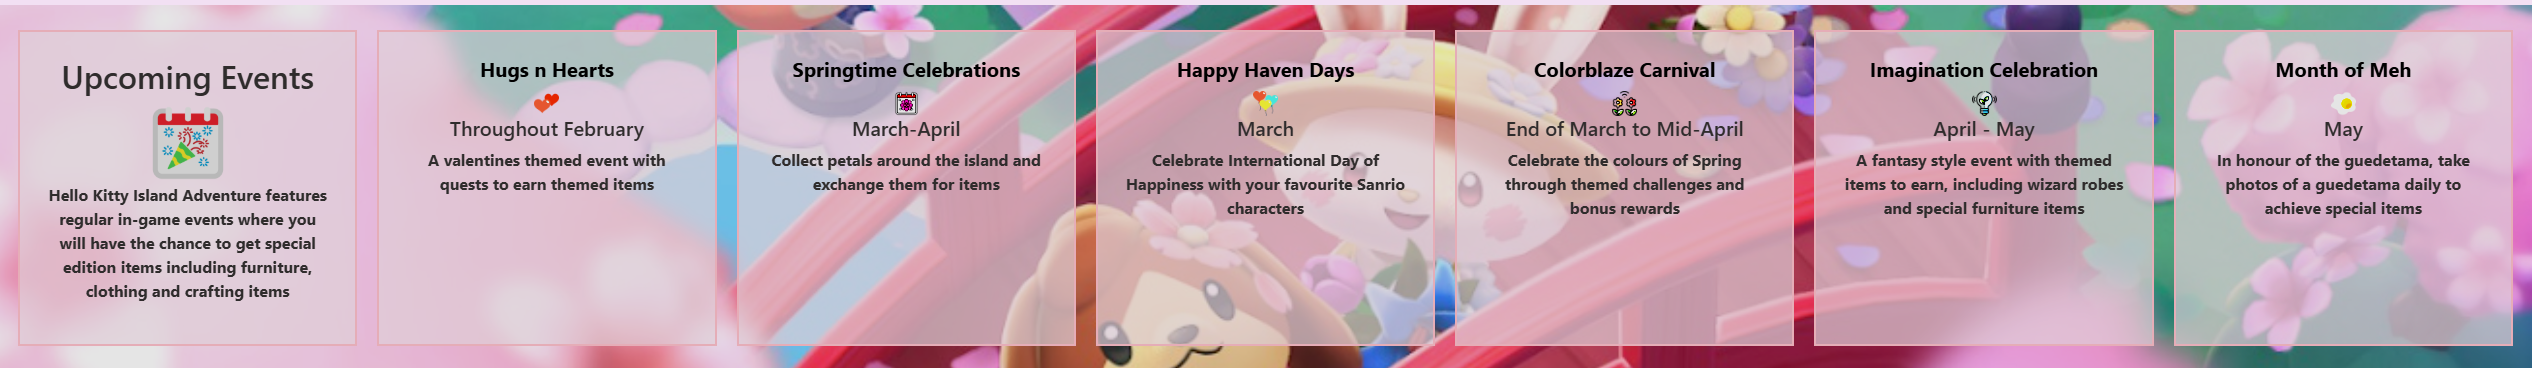 Upcoming Events
Hello Kitty Island Adventure features
regular in-game events where you
will have the chance to get special
edition items including furniture,
clothing and crafting items
Hugs n Hearts
Throughout February
A valentines themed event with
quests to earn themed items
Springtime Celebrations
March-April
Collect petals around the island and
exchange them for items
Happy Haven Days
March
Celebrate International Day of
Happiness with your favourite Sanrio
characters
Colorblaze Carnival
End of March to Mid-April
Celebrate the colours of Spring
through themed challenges and
bonus rewards
Imagination Celebration
April - May
A fantasy style event with themed
items to earn, including wizard robes
and special furniture items
Month of Meh
May
In honour of the guedetama, take
photos of a guedetama daily to
achieve special items